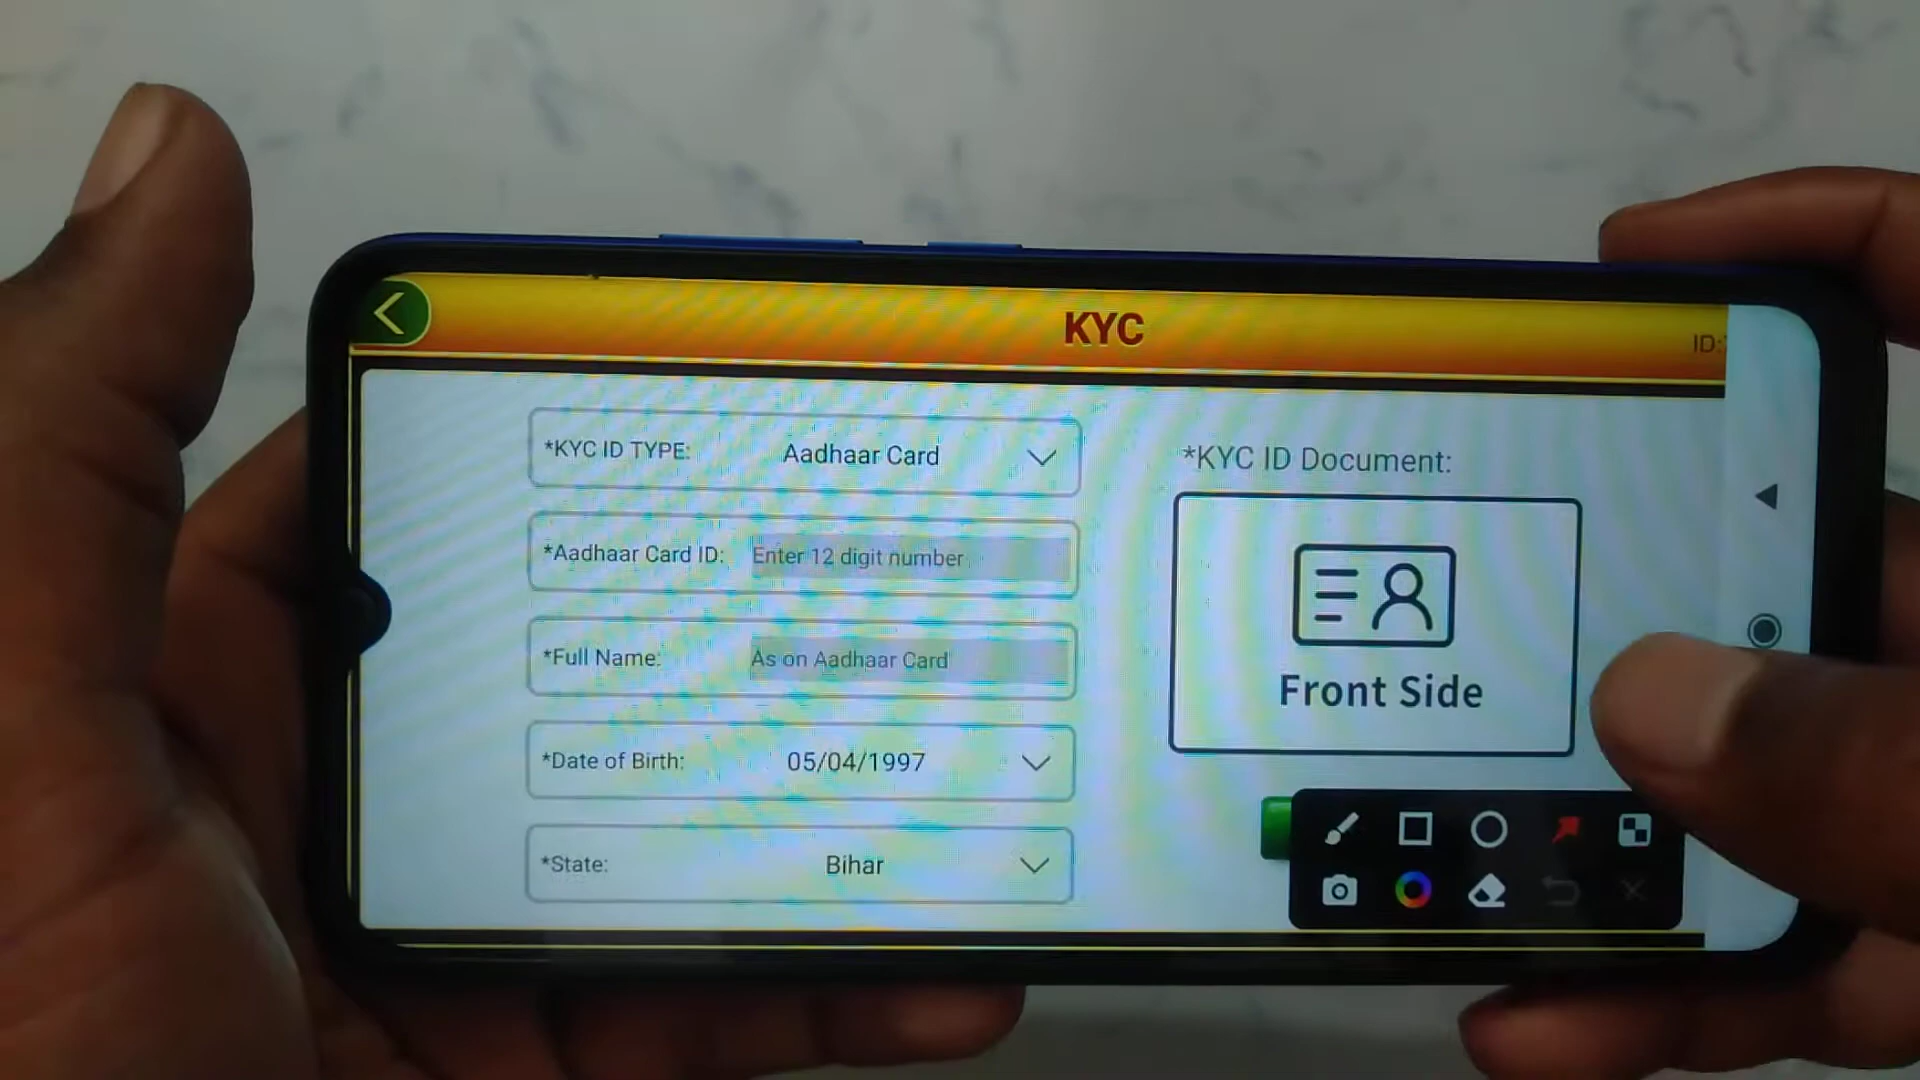 KYC
ID:
*KYC ID TYPE: Aadhaar Card
*Aadhaar Card ID: Enter 12 digit number
*Full Name: As on Aadhaar Card
*Date of Birth: 05/04/1997
*State: Bihar
*KYC ID Document:
Front Side